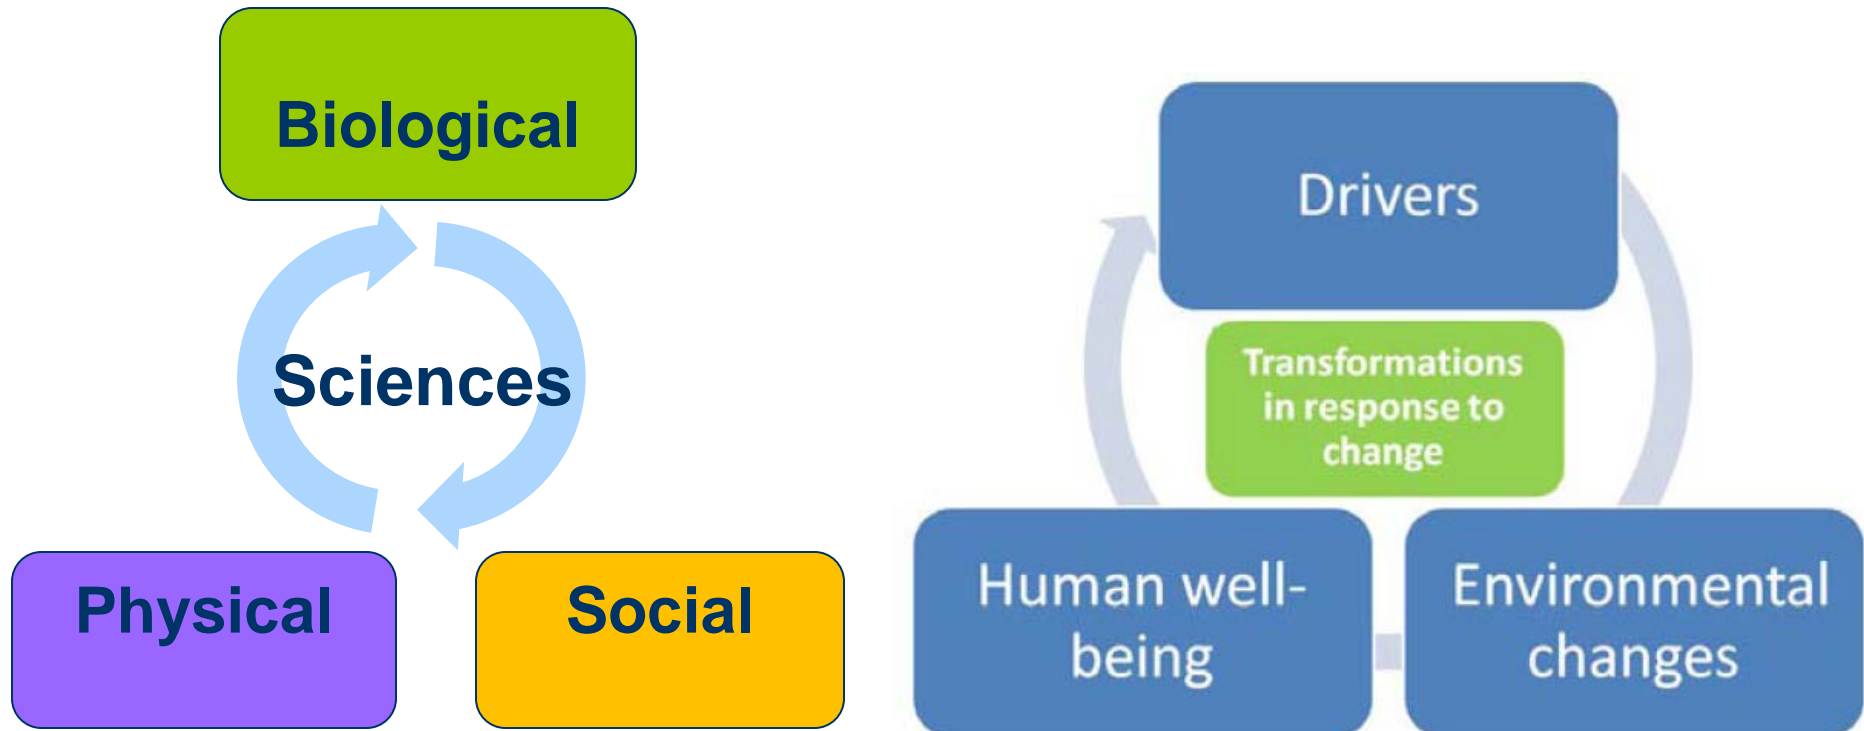 Biological
Sciences
Physical
Social
Drivers
Transformations
in response to
change
Human well-
being
Environmental
changes